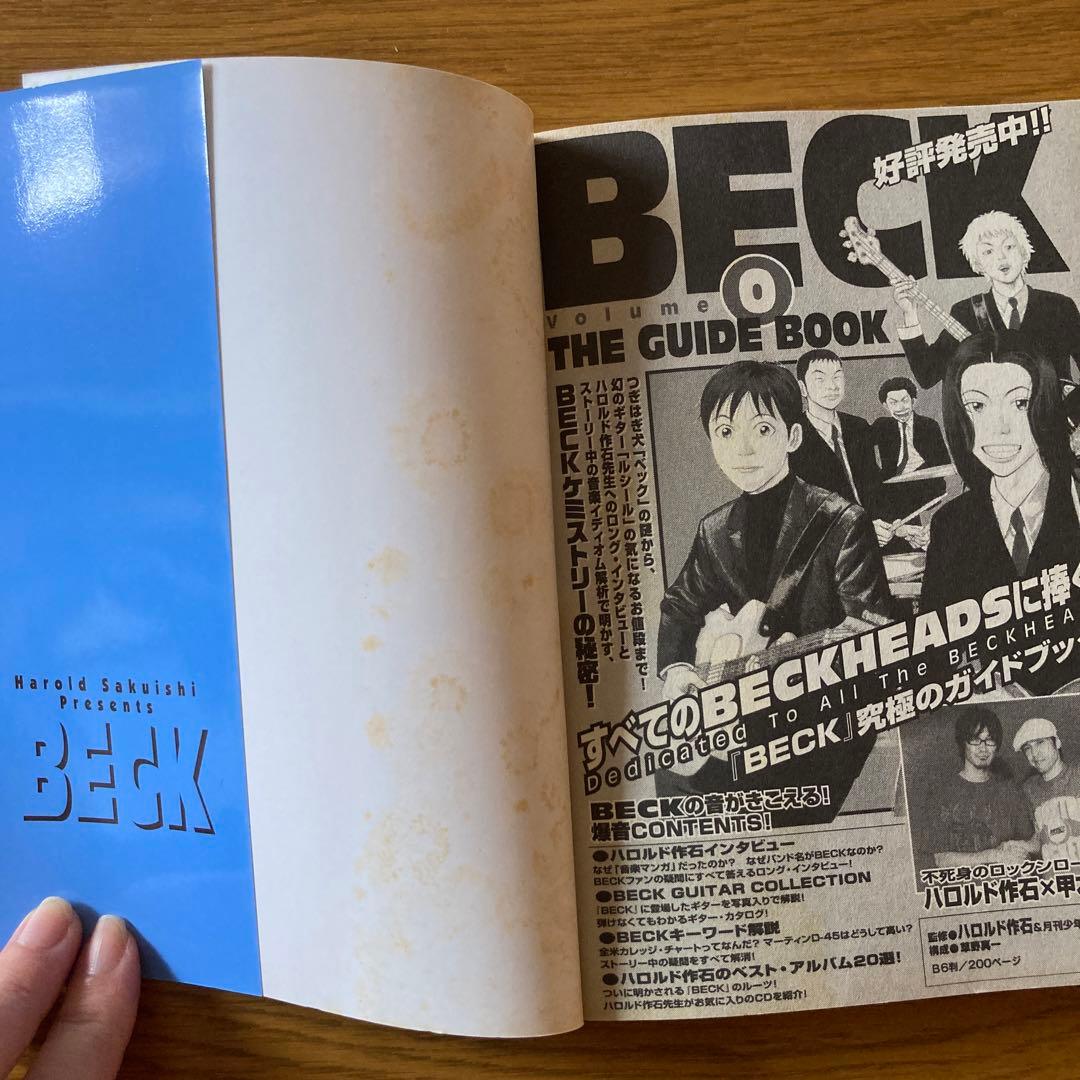 Harold Sakuishi
Presents
BECK
BECK
好評発売中!!
Volume 0
THE GUIDE BOOK
つぎはぎ犬「ベック」の謎から、
幻のギター「ルシール」の気になるお値段まで!
ハロルド作石先生へのロング・インタビューと
ストーリー中の音楽イディオム解析で明かす、
BECKケミストリーの秘密!
すべてのBECKHEADSに捧ぐ
Dedicated To All The BECKHEA
『BECK』究極のガイドブッ
BECKの音がきこえる!
爆音CONTENTS!
●ハロルド作石インタビュー
なぜ「音楽マンガ」だったのか? なぜバンド名がBECKなのか?
BECKファンの疑問にすべて答えるロング・インタビュー!
●BECK GUITAR COLLECTION
『BECK』に登場したギターを写真入りで解説!
弾けなくてもわかるギター・カタログ!
●BECKキーワード解説
全米カレッジ・チャートってなんだ? マーティンD-45はどうして高い?
ストーリー中の疑問をすべて解消!
●ハロルド作石のベスト・アルバム20選!
ついに明かされる『BECK』のルーツ!
ハロルド作石先生がお気に入りのCDを紹介!
不死身のロックンロー
ハロルド作石×甲
監修●ハロルド作石&月刊少年
構成●草野真一
B6判/200ページ